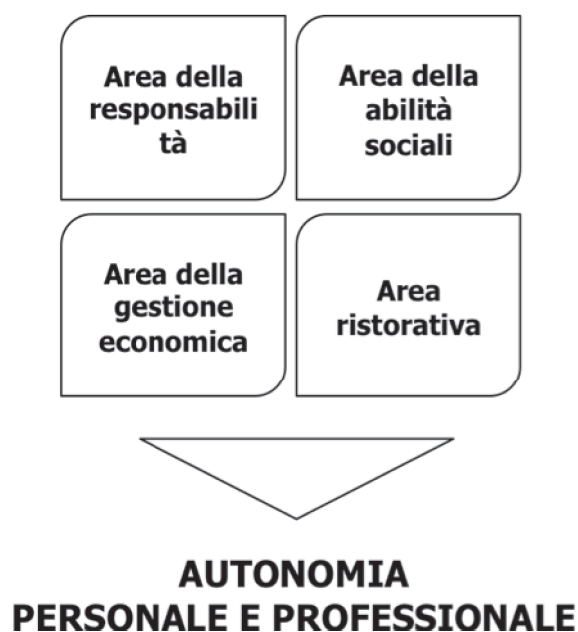 Area della
responsabili
tà
Area della
abilità
sociali
Area della
gestione
economica
Area
ristorativa
AUTONOMIA
PERSONALE E PROFESSIONALE